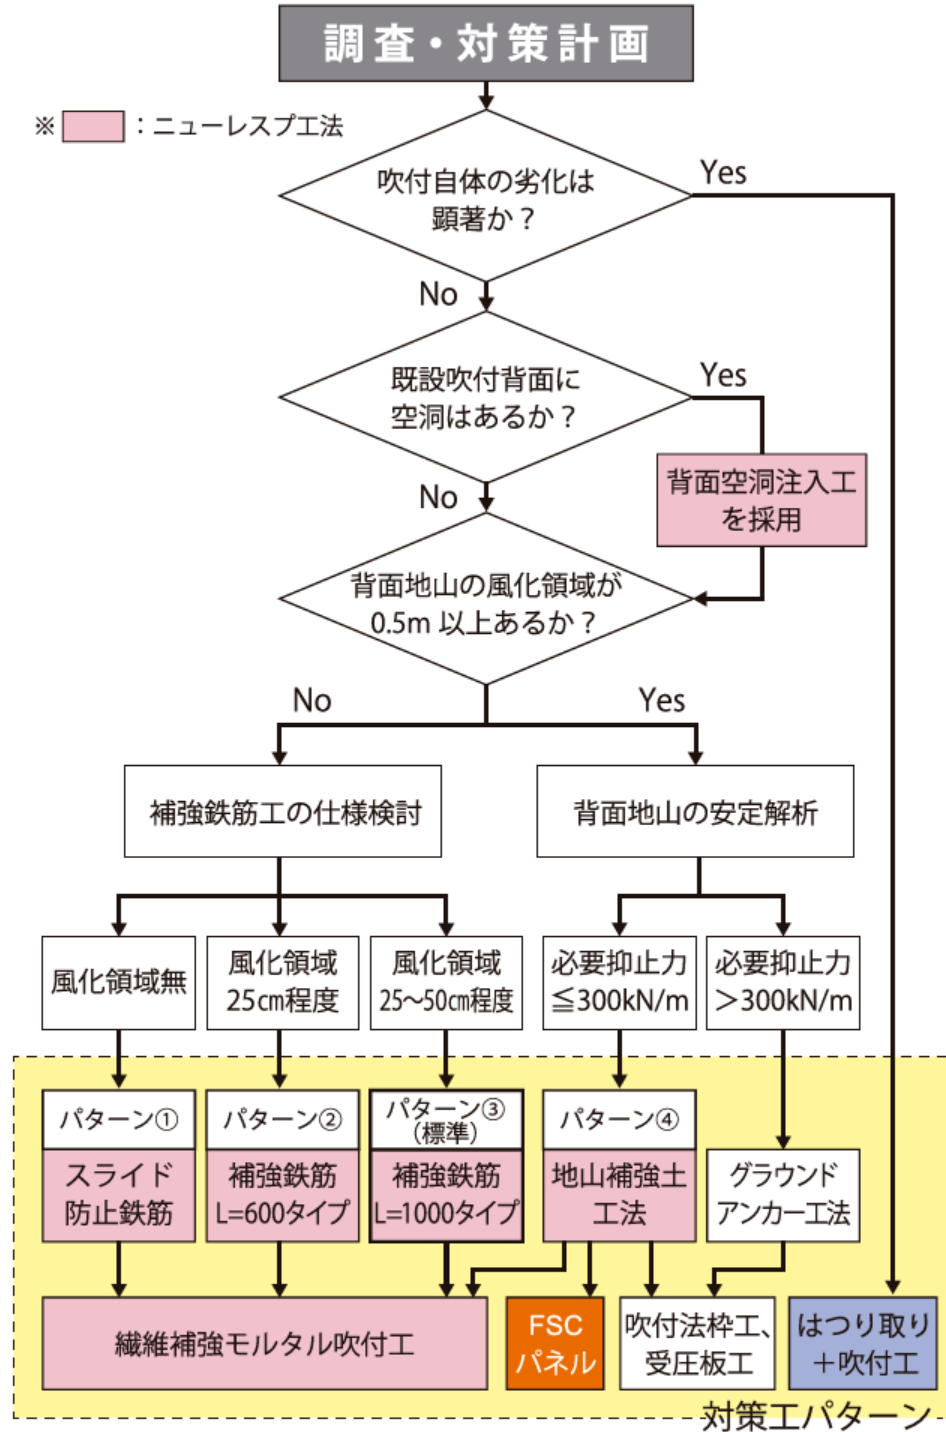 調査・対策計画
※　：ニューレスプ工法
吹付自体の劣化は
顕著か？
Yes
No
既設吹付背面に
空洞はあるか？
Yes
背面空洞注入工
を採用
No
背面地山の風化領域が
0.5m 以上あるか？
No
Yes
補強鉄筋工の仕様検討
背面地山の安定解析
風化領域無
風化領域
25㎝程度
風化領域
25〜50㎝程度
必要抑止力
≦300kN/m
必要抑止力
＞300kN/m
パターン①
スライド
防止鉄筋
パターン②
補強鉄筋
L=600タイプ
パターン③
（標準）
補強鉄筋
L=1000タイプ
パターン④
地山補強土
工法
グラウンド
アンカー工法
繊維補強モルタル吹付工
FSC
パネル
吹付法枠工、
受圧板工
はつり取り
＋吹付工
対策工パターン